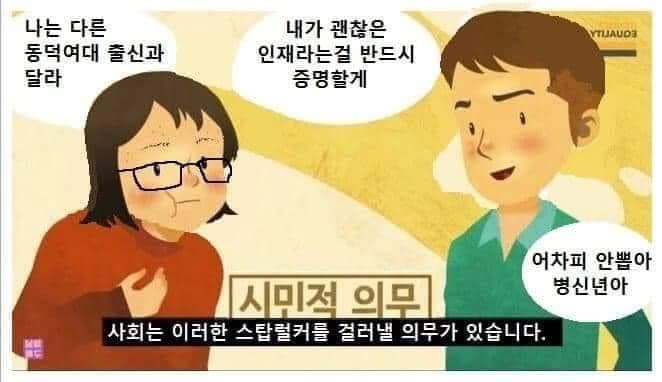 나는 다른
동덕여대 출신과
달라
내가 괜찮은
인재라는걸 반드시
증명할게
EQUALITY
어차피 안뽑아
병신년아
시민적 의무
사회는 이러한 스탑럴커를 걸러낼 의무가 있습니다.